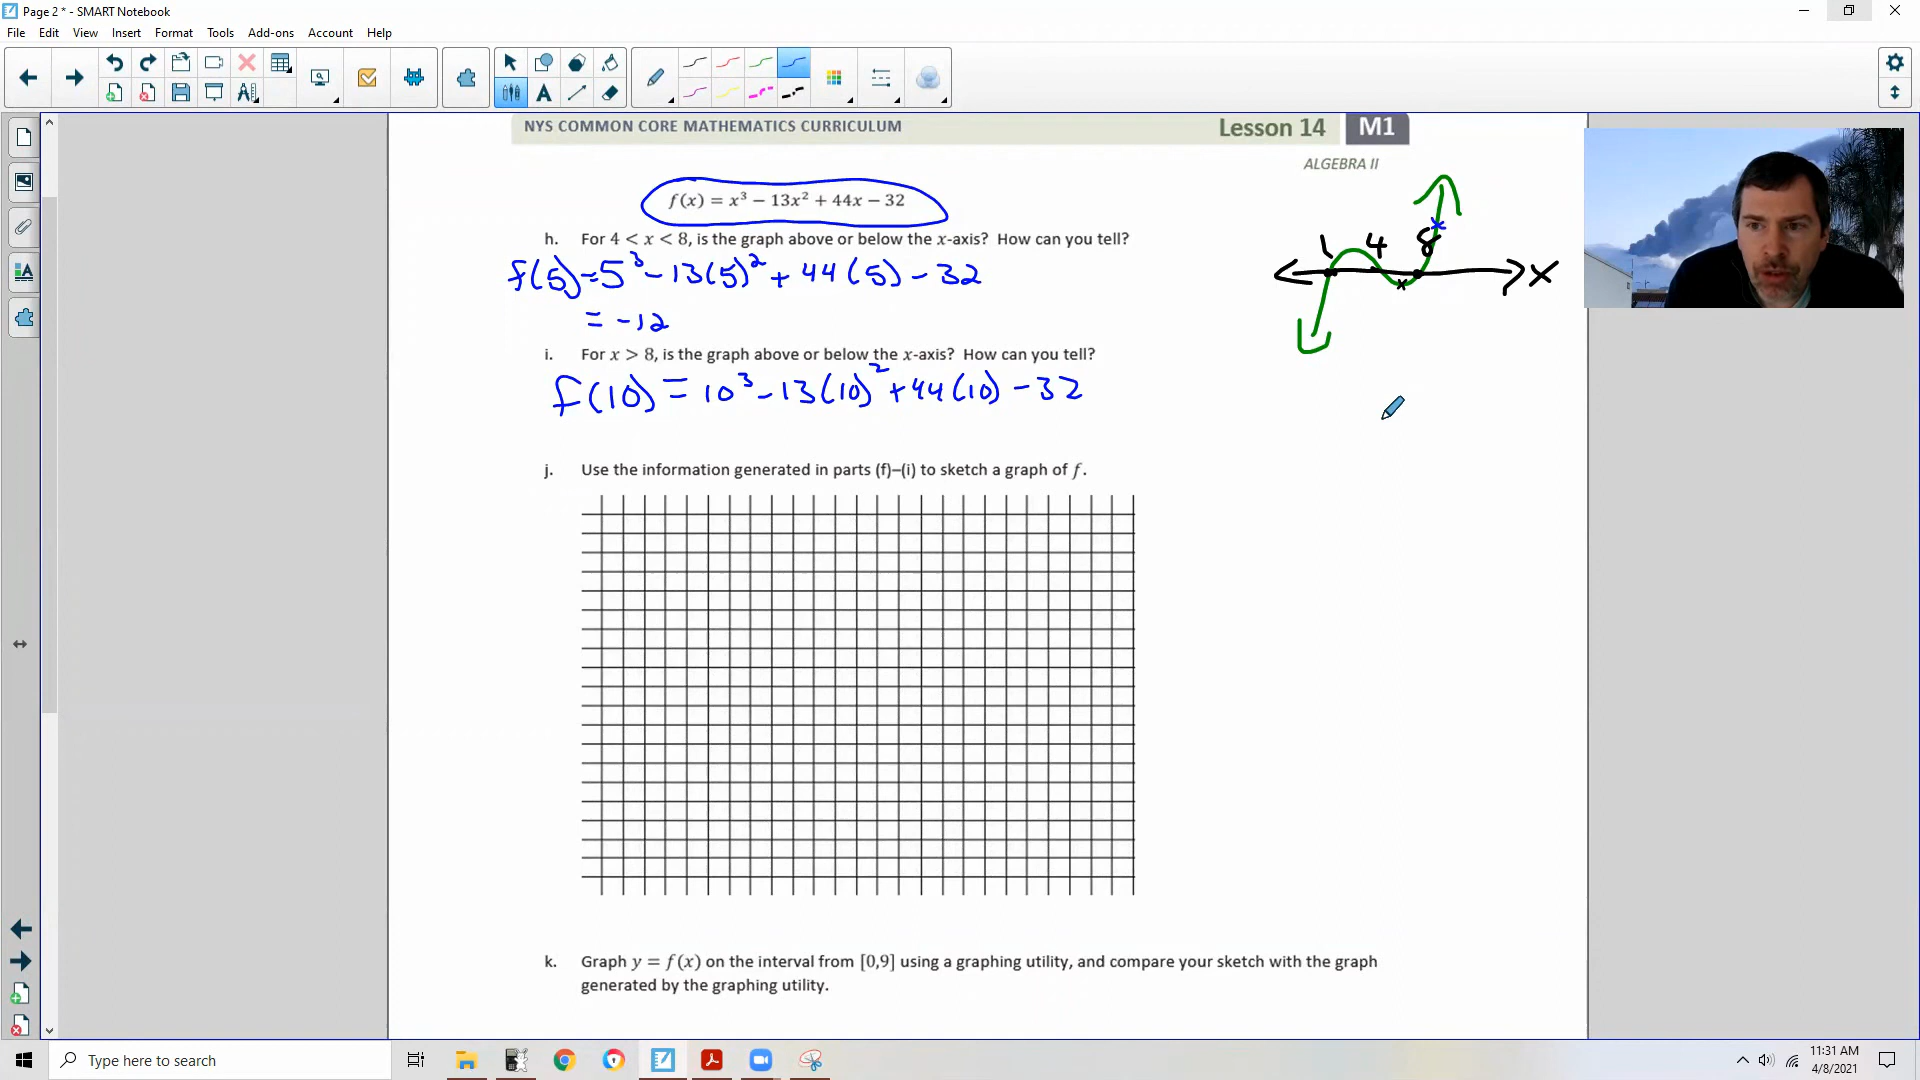 Page 2 * - SMART Notebook
File Edit View Insert Format Tools Add-ons Account Help
NYS COMMON CORE MATHEMATICS CURRICULUM Lesson 14 M1
ALGEBRA II
f(x) = x³ − 13x² + 44x − 32
h. For 4 < x < 8, is the graph above or below the x-axis? How can you tell?
f(5) = 5³ − 13(5)² + 44(5) − 32
= −12
1 4 8 X
i. For x > 8, is the graph above or below the x-axis? How can you tell?
f(10) = 10³ − 13(10)² + 44(10) − 32
j. Use the information generated in parts (f)–(i) to sketch a graph of f.
k. Graph y = f(x) on the interval from [0,9] using a graphing utility, and compare your sketch with the graph
generated by the graphing utility.
Type here to search
11:31 AM
4/8/2021